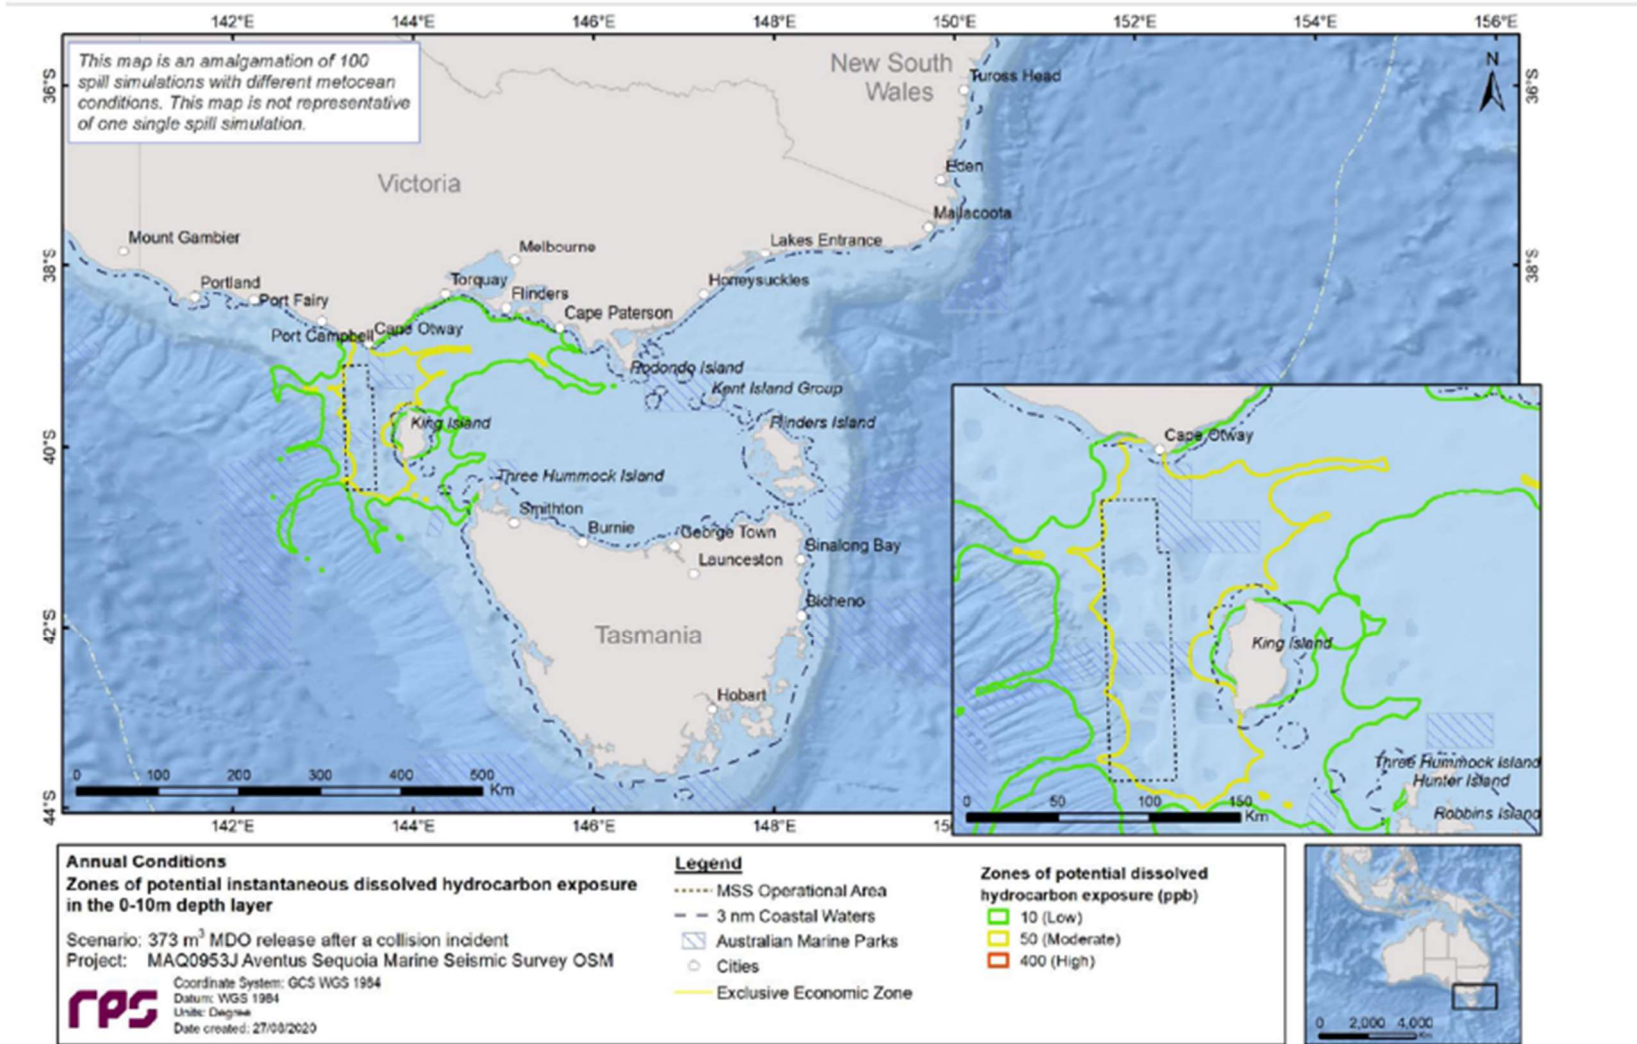 142°E 144°E 146°E 148°E 150°E 152°E 154°E 156°E
This map is an amalgamation of 100
spill simulations with different metocean
conditions. This map is not representative
of one single spill simulation.
36°S
36°S
N
New South
Wales
Tuross Head
Eden
Victoria
Mallacoota
Mount Gambier
Melbourne
Lakes Entrance
38°S
38°S
Portland
Torquay
Honeysuckles
Port Fairy
Flinders
Cape Paterson
Port Campbell
Cape Otway
Rodondo Island
Kent Island Group
King Island
Flinders Island
40°S
Three Hummock Island
Smithton
Burnie
George Town
Launceston
Binalong Bay
Bicheno
42°S
Tasmania
Hobart
44°S
0 100 200 300 400 500 Km
142°E 144°E 146°E 148°E 15
Cape Otway
King Island
Three Hummock Island
Hunter Island
Robbins Island
0 50 100 150 Km
Annual Conditions
Zones of potential instantaneous dissolved hydrocarbon exposure
in the 0-10m depth layer
Scenario: 373 m³ MDO release after a collision incident
Project: MAQ0953J Aventus Sequoia Marine Seismic Survey OSM
rps
Coordinate System: GCS WGS 1984
Datum: WGS 1984
Units: Degree
Date created: 27/08/2020
Legend
MSS Operational Area
3 nm Coastal Waters
Australian Marine Parks
Cities
Exclusive Economic Zone
Zones of potential dissolved
hydrocarbon exposure (ppb)
10 (Low)
50 (Moderate)
400 (High)
0 2,000 4,000
Km